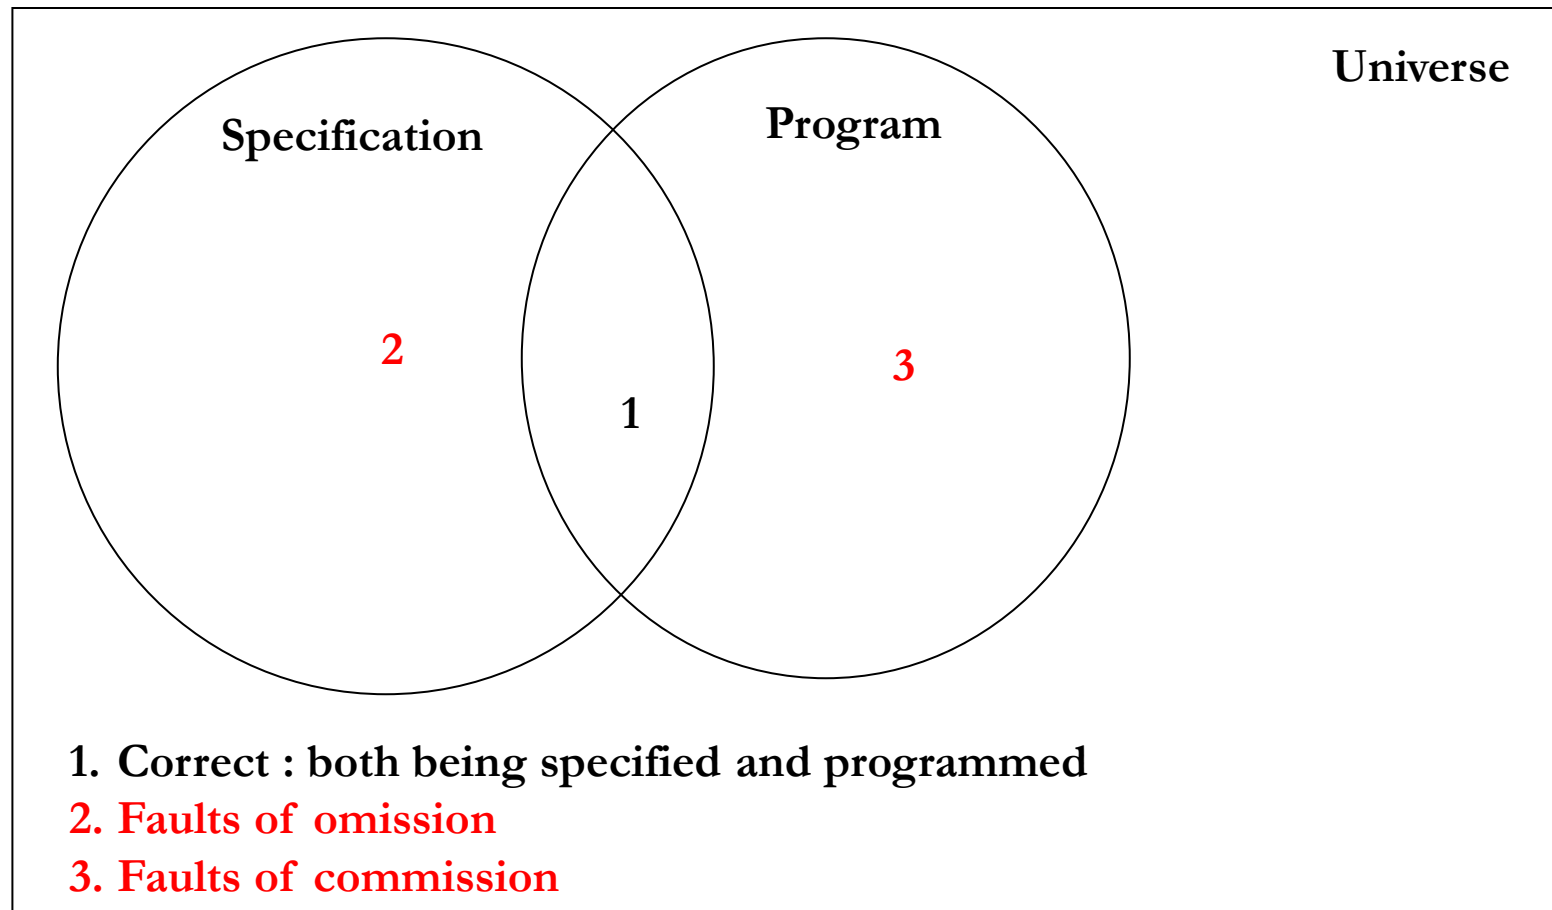 Universe
Specification
Program
2
3
1
1. Correct : both being specified and programmed
2. Faults of omission
3. Faults of commission